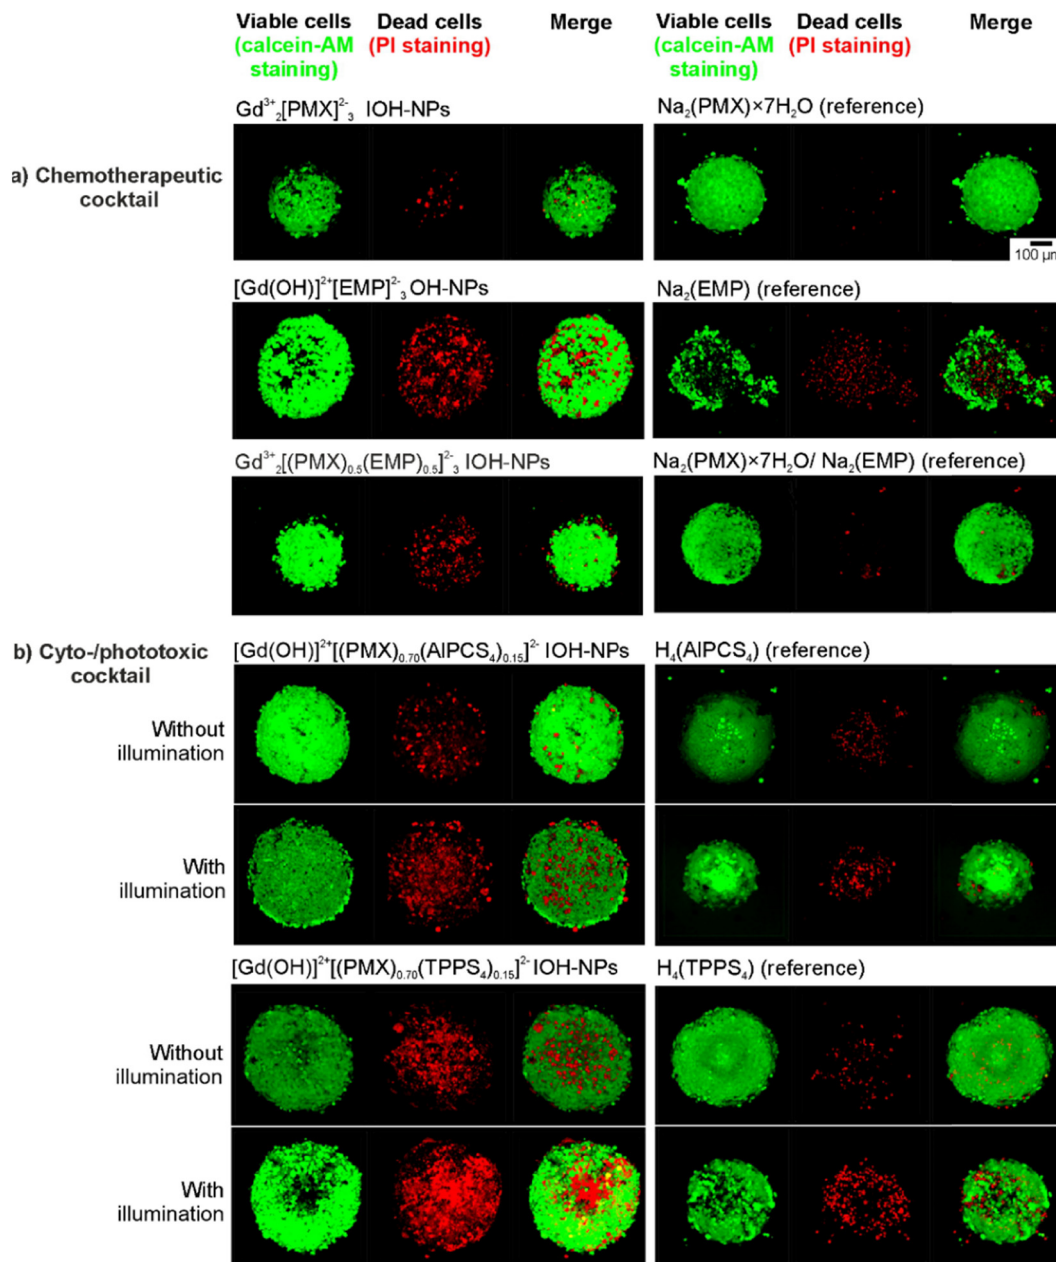 Viable cells Dead cells Merge Viable cells Dead cells Merge
(calcein-AM (PI staining) (calcein-AM (PI staining)
staining) staining)
Gd³⁺₂[PMX]²⁻₃ IOH-NPs Na₂(PMX)×7H₂O (reference)
a) Chemotherapeutic
cocktail
100 µm
[Gd(OH)]²⁺[EMP]²⁻₃ OH-NPs Na₂(EMP) (reference)
Gd³⁺₂[(PMX)₀.₅(EMP)₀.₅]²⁻₃ IOH-NPs Na₂(PMX)×7H₂O/ Na₂(EMP) (reference)
b) Cyto-/phototoxic
cocktail
[Gd(OH)]²⁺[(PMX)₀.₇₀(AlPCS₄)₀.₁₅]²⁻ IOH-NPs H₄(AlPCS₄) (reference)
Without
illumination
With
illumination
[Gd(OH)]²⁺[(PMX)₀.₇₀(TPPS₄)₀.₁₅]²⁻ IOH-NPs H₄(TPPS₄) (reference)
Without
illumination
With
illumination